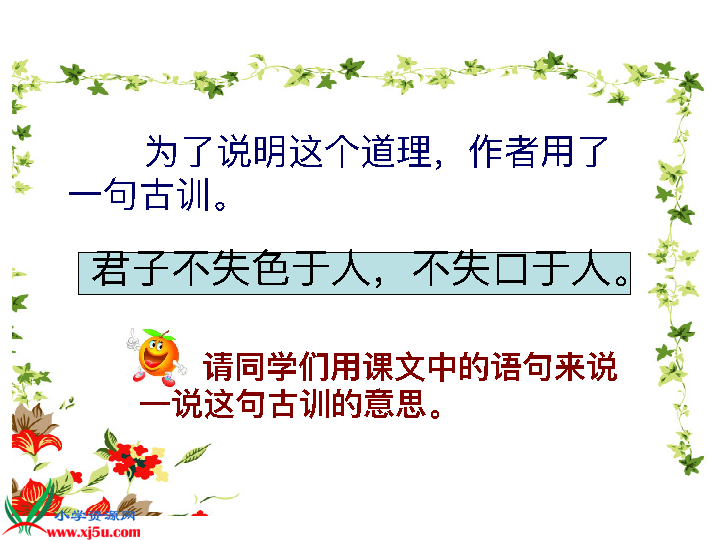 为了说明这个道理，作者用了
一句古训。
君子不失色于人，不失口于人。
请同学们用课文中的语句来说
一说这句古训的意思。
小学资源网
www.xj5u.com